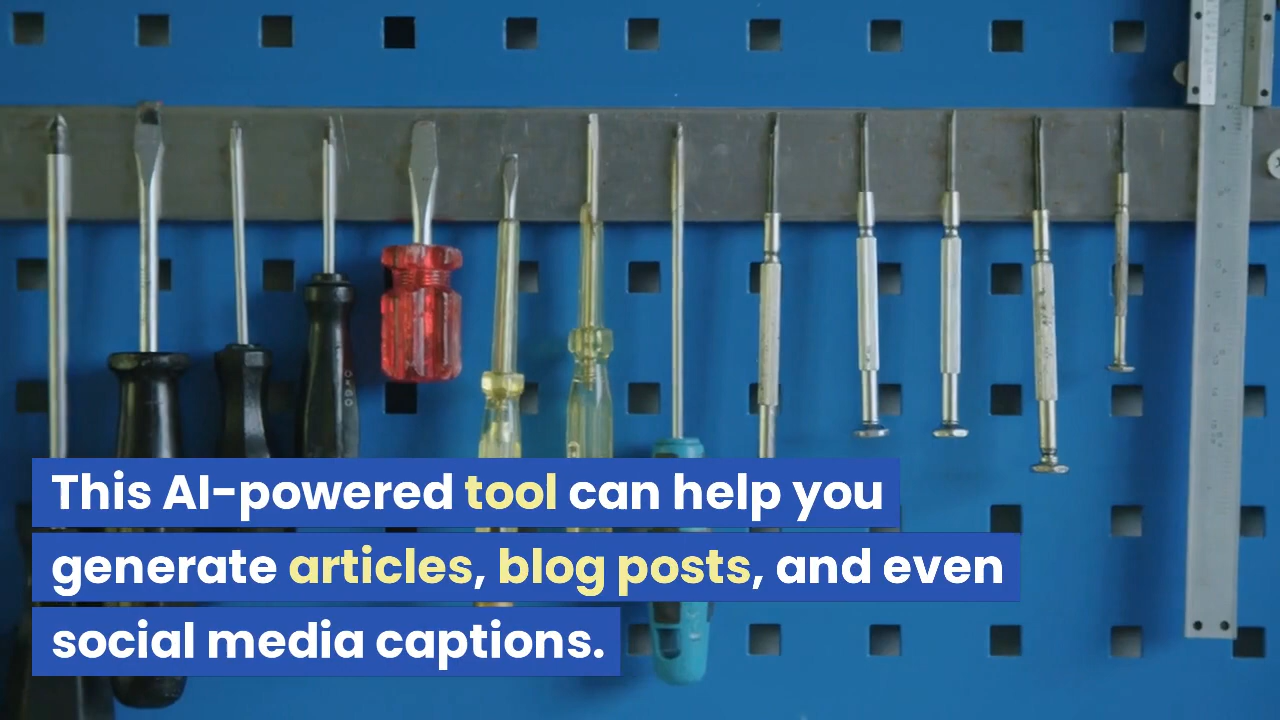 This AI-powered tool can help you
generate articles, blog posts, and even
social media captions.